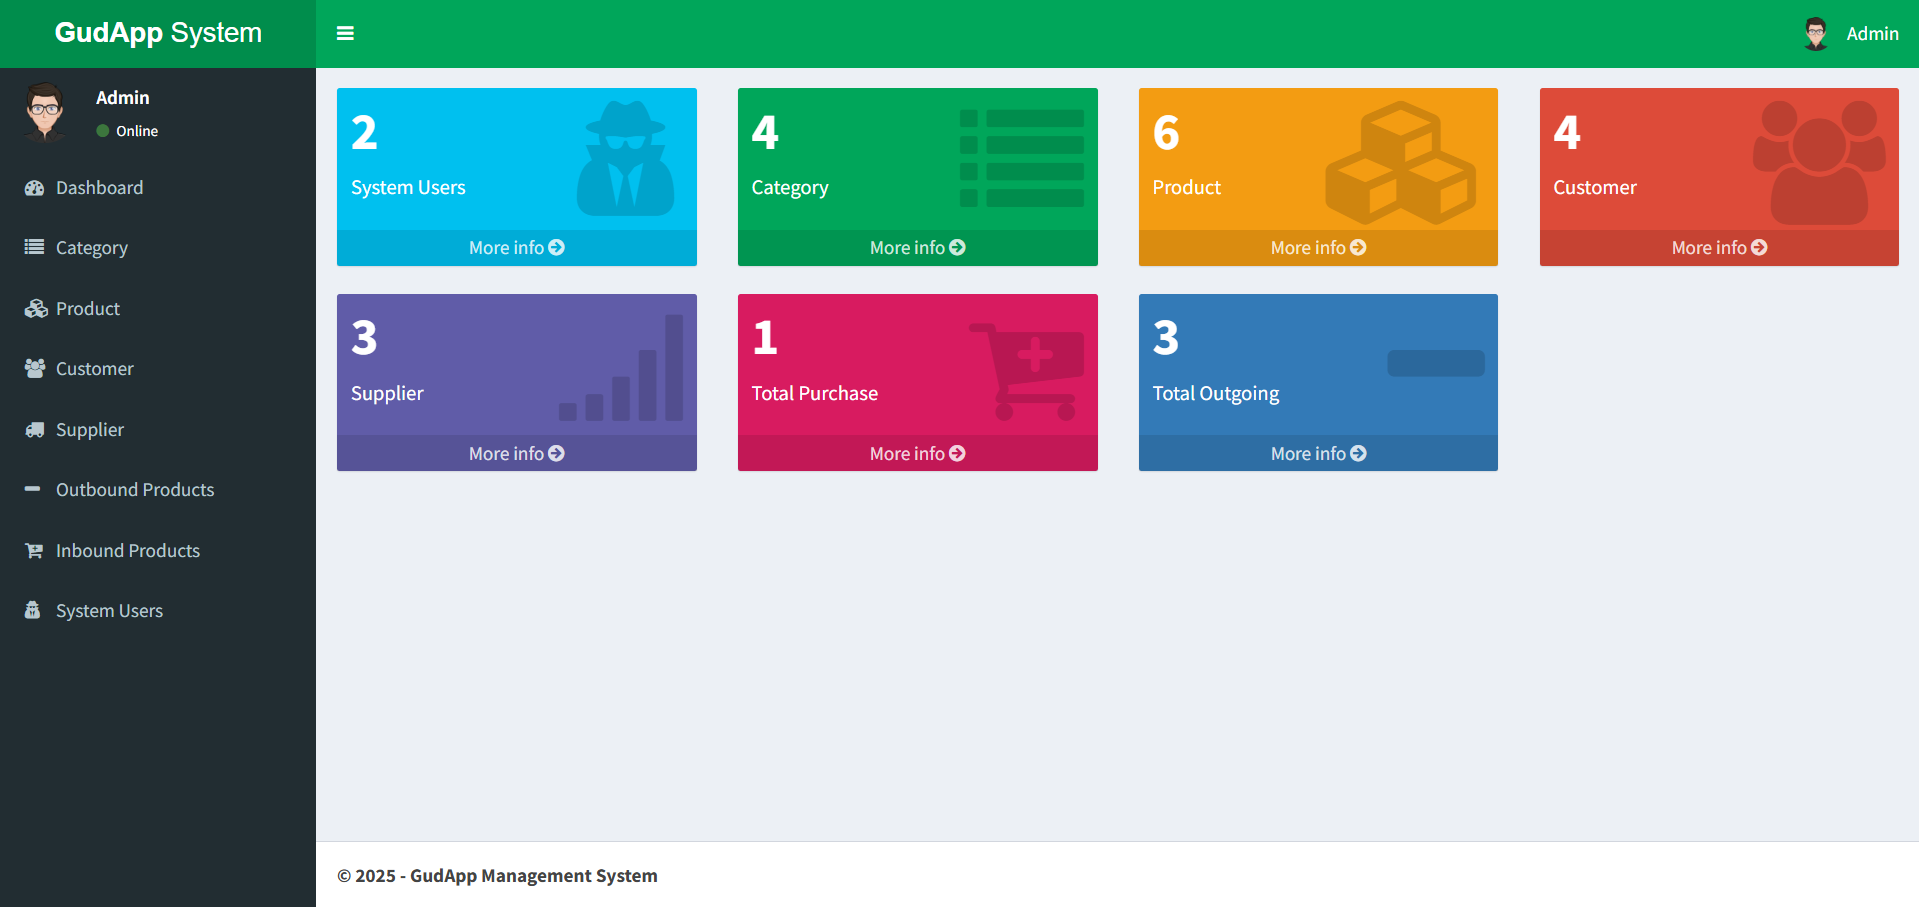 GudApp System
Admin
Admin
Online
Dashboard
Category
Product
Customer
Supplier
Outbound Products
Inbound Products
System Users
2
System Users
More info
4
Category
More info
6
Product
More info
4
Customer
More info
3
Supplier
More info
1
Total Purchase
More info
3
Total Outgoing
More info
© 2025 - GudApp Management System